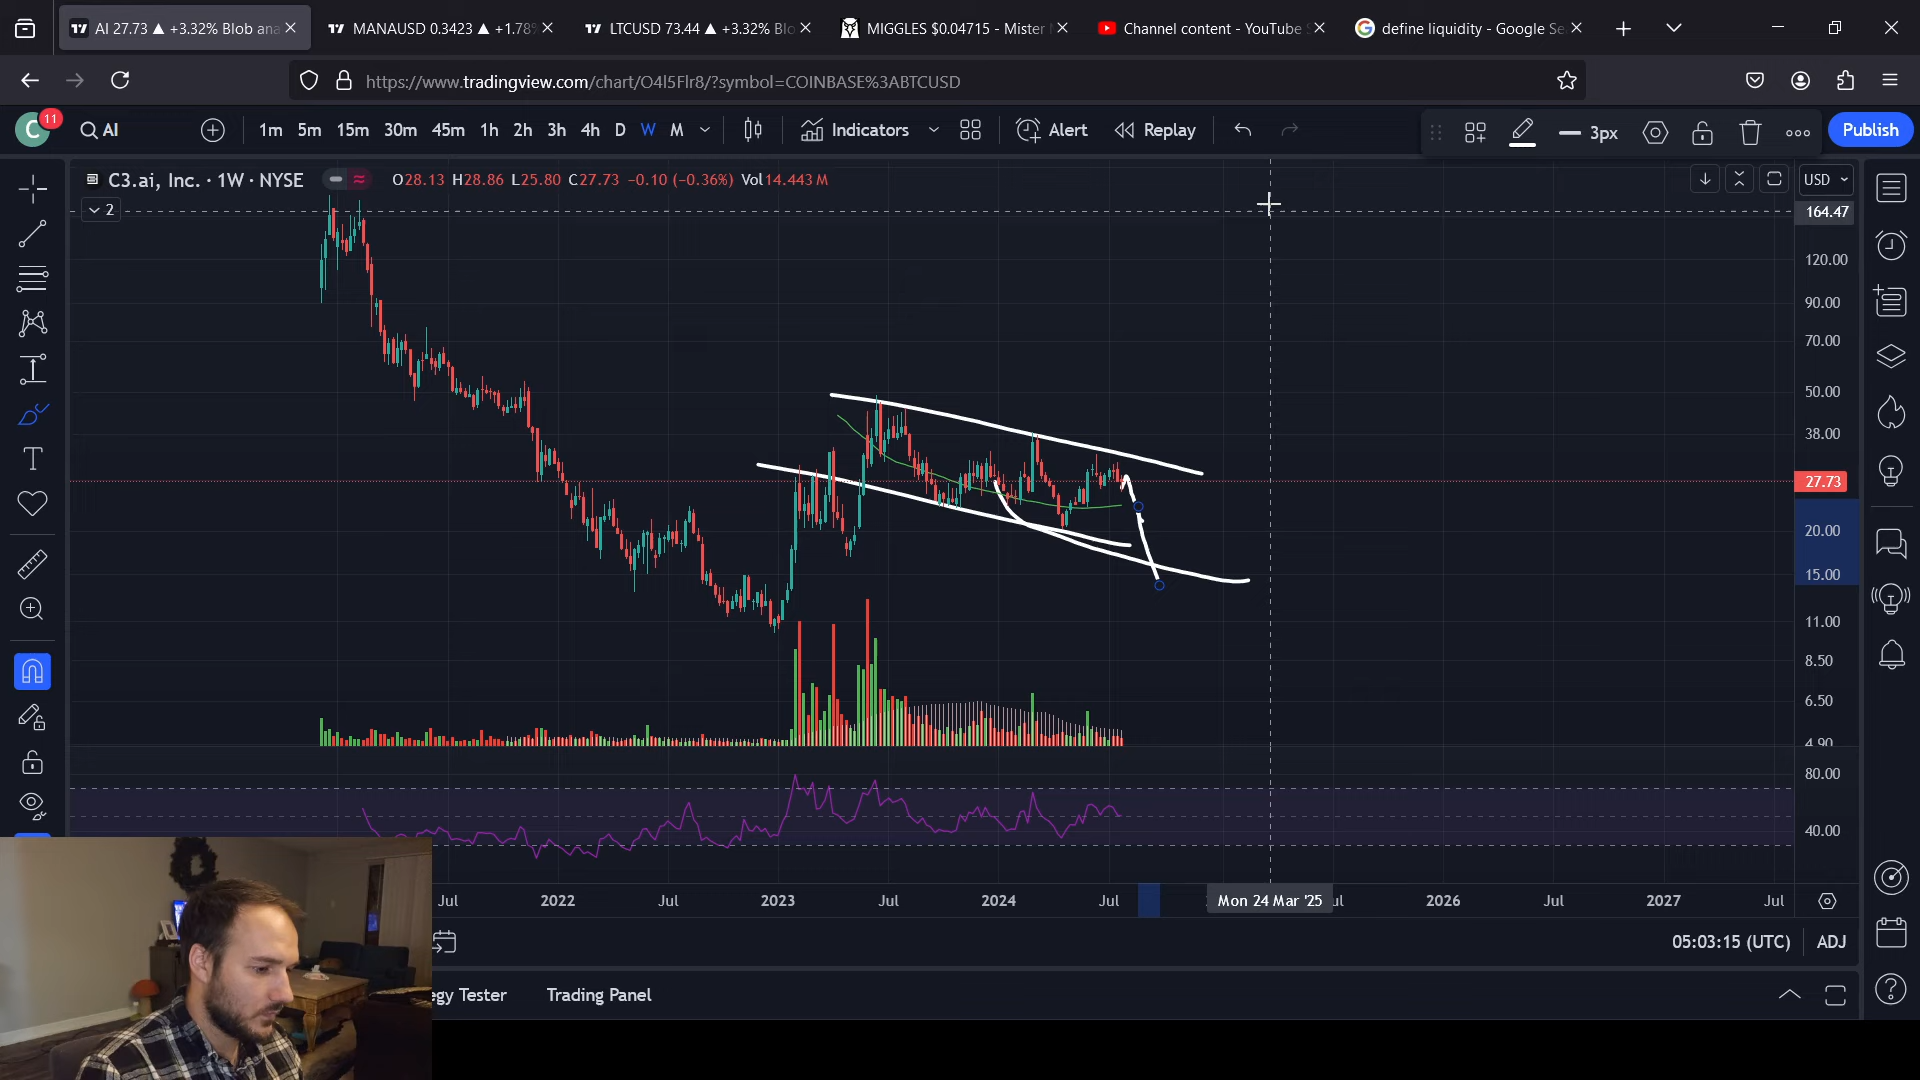 AI 27.73 ▲ +3.32% Blob ana
MANAUSD 0.3423 ▲ +1.78%
LTCUSD 73.44 ▲ +3.32% Blo
MIGGLES $0.04715 - Mister
Channel content - YouTube
define liquidity - Google Se
https://www.tradingview.com/chart/O4l5Flr8/?symbol=COINBASE%3ABTCUSD
C 11 AI 1m 5m 15m 30m 45m 1h 2h 3h 4h D W M Indicators Alert Replay 3px Publish
C3.ai, Inc. · 1W · NYSE O28.13 H28.86 L25.80 C27.73 −0.10 (−0.36%) Vol14.443 M USD
2
164.47
120.00
90.00
70.00
50.00
38.00
27.73
20.00
15.00
11.00
8.50
6.50
4.90
80.00
40.00
Jul 2022 Jul 2023 Jul 2024 Jul Mon 24 Mar '25 ul 2026 Jul 2027 Jul
05:03:15 (UTC) ADJ
egy Tester Trading Panel